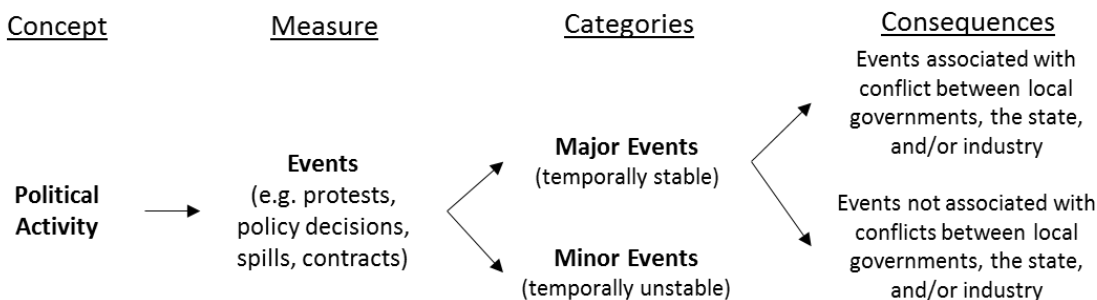 Concept
Measure
Categories
Consequences
Political
Activity
Events
(e.g. protests,
policy decisions,
spills, contracts)
Major Events
(temporally stable)
Minor Events
(temporally unstable)
Events associated with
conflict between local
governments, the state,
and/or industry
Events not associated with
conflicts between local
governments, the state,
and/or industry